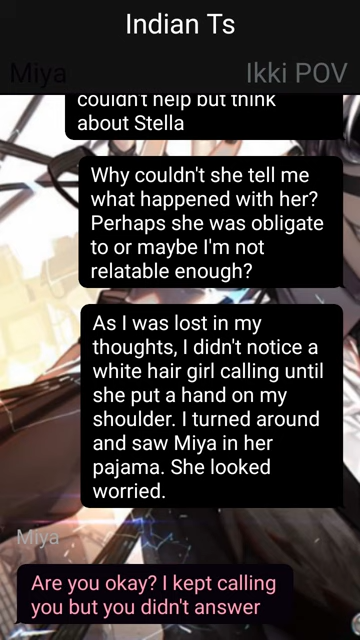 Indian Ts
Miya
Ikki POV
couldn't help but think
about Stella
Why couldn't she tell me
what happened with her?
Perhaps she was obligate
to or maybe I'm not
relatable enough?
As I was lost in my
thoughts, I didn't notice a
white hair girl calling until
she put a hand on my
shoulder. I turned around
and saw Miya in her
pajama. She looked
worried.
Miya
Are you okay? I kept calling
you but you didn't answer